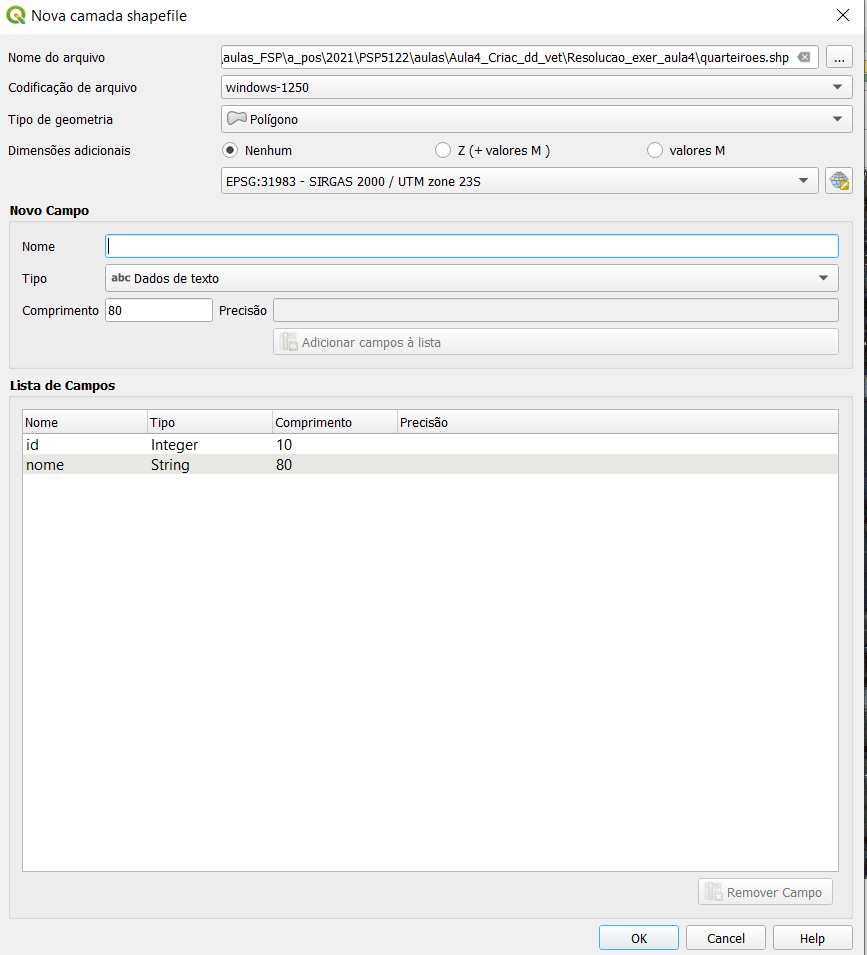 Nova camada shapefile
Nome do arquivo \aulas_FSP\a_pos\2021\PSP5122\aulas\Aula4_Criac_dd_vet\Resolucao_exer_aula4\quarteiroes.shp ...
Codificação de arquivo windows-1250
Tipo de geometria Polígono
Dimensões adicionais Nenhum Z (+ valores M ) valores M
EPSG:31983 - SIRGAS 2000 / UTM zone 23S
Novo Campo
Nome
Tipo abc Dados de texto
Comprimento 80 Precisão
Adicionar campos à lista
Lista de Campos
Nome Tipo Comprimento Precisão
id Integer 10
nome String 80
Remover Campo
OK Cancel Help